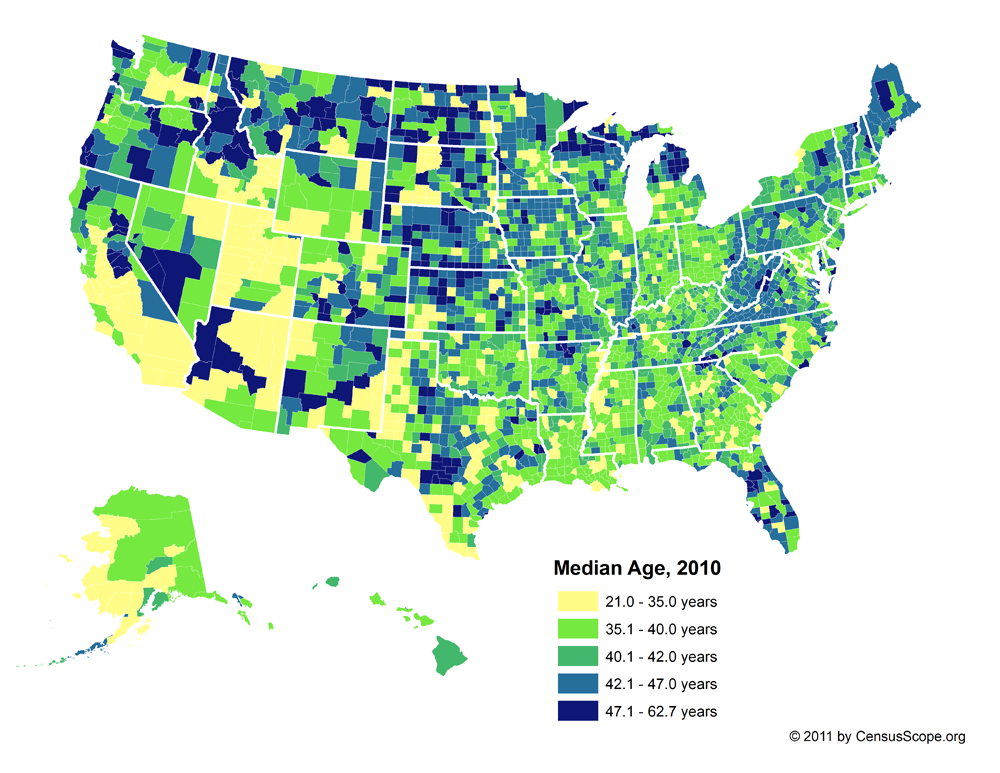 Median Age, 2010
21.0 - 35.0 years
35.1 - 40.0 years
40.1 - 42.0 years
42.1 - 47.0 years
47.1 - 62.7 years
© 2011 by CensusScope.org